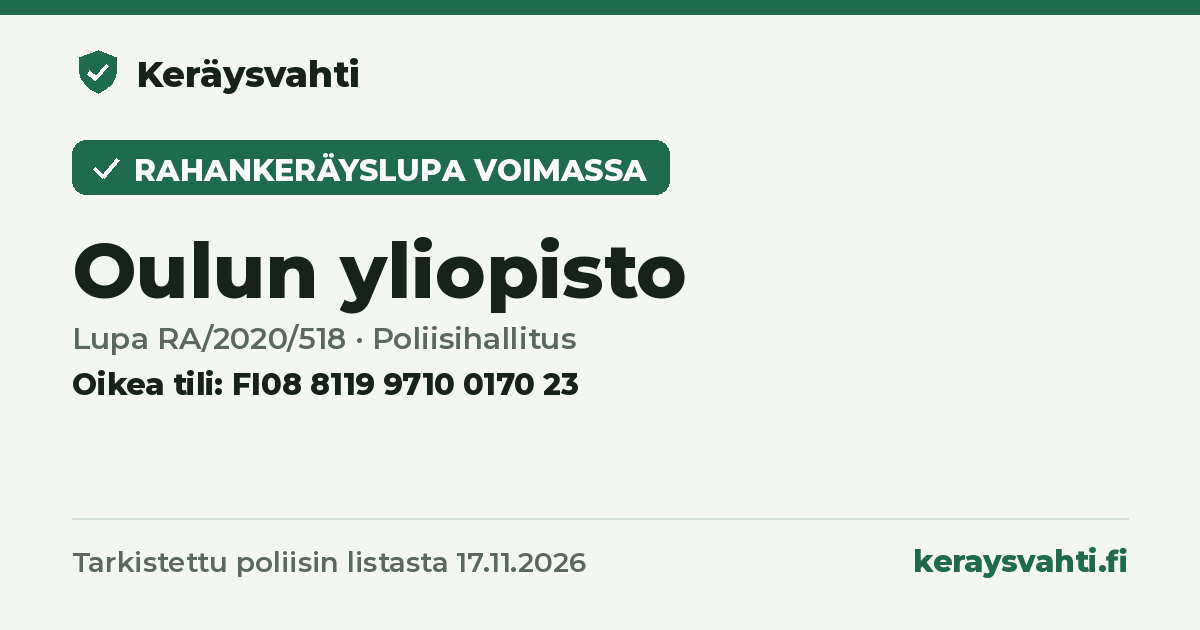 Keräysvahti
RAHANKERÄYSLUPA VOIMASSA
Oulun yliopisto
Lupa RA/2020/518 · Poliisihallitus
Oikea tili: FI08 8119 9710 0170 23
Tarkistettu poliisin listasta 17.11.2026
keraysvahti.fi